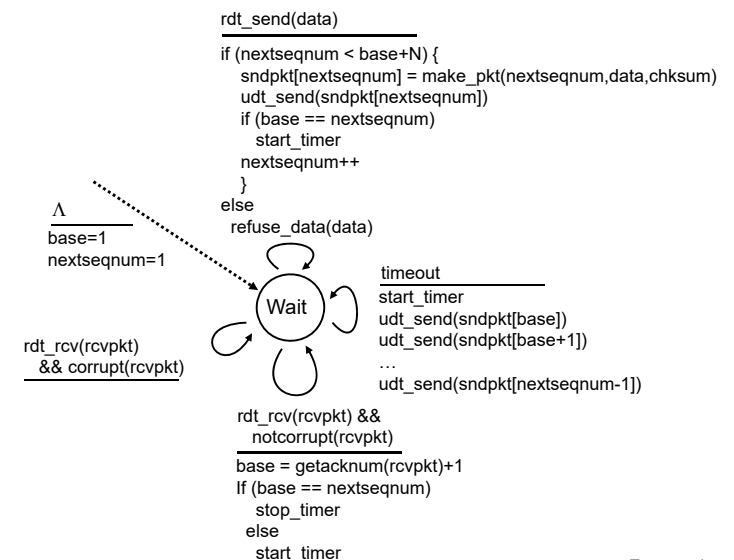 rdt_send(data)
if (nextseqnum < base+N) {
sndpkt[nextseqnum] = make_pkt(nextseqnum,data,chksum)
udt_send(sndpkt[nextseqnum])
if (base == nextseqnum)
start_timer
nextseqnum++
}
else
refuse_data(data)
Λ
base=1
nextseqnum=1
Wait
timeout
start_timer
udt_send(sndpkt[base])
udt_send(sndpkt[base+1])
…
udt_send(sndpkt[nextseqnum-1])
rdt_rcv(rcvpkt)
&& corrupt(rcvpkt)
rdt_rcv(rcvpkt) &&
notcorrupt(rcvpkt)
base = getacknum(rcvpkt)+1
If (base == nextseqnum)
stop_timer
else
start_timer